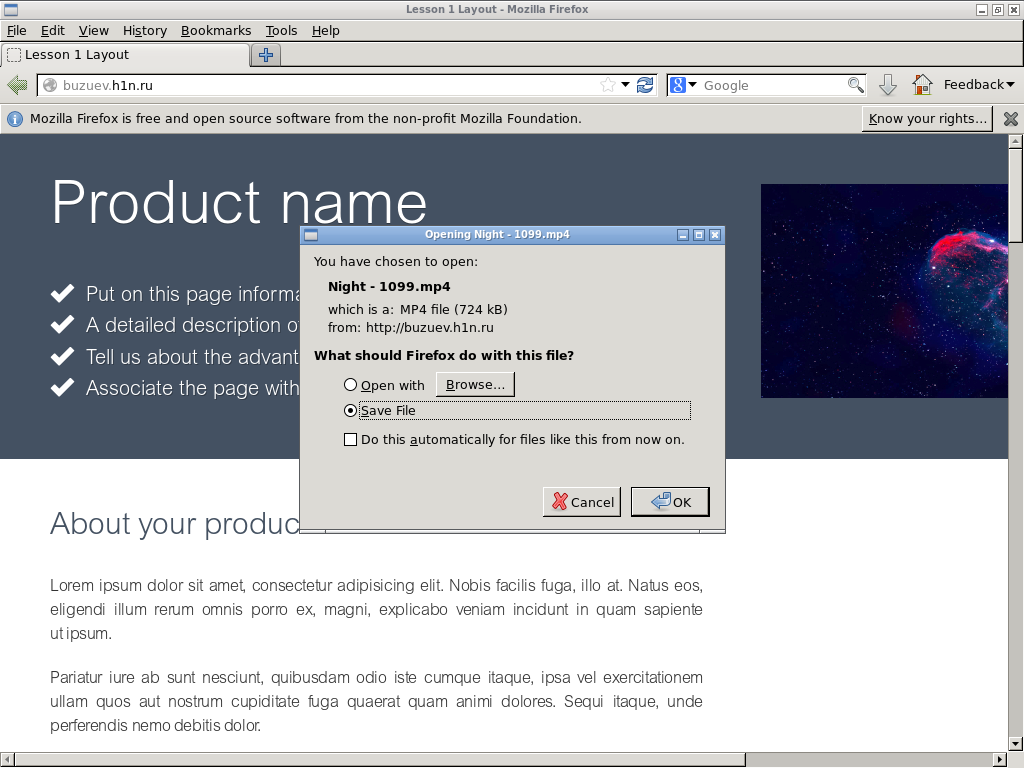 Lesson 1 Layout - Mozilla Firefox
File Edit View History Bookmarks Tools Help
Lesson 1 Layout
buzuev.h1n.ru
8 Google
Feedback
Mozilla Firefox is free and open source software from the non-profit Mozilla Foundation.
Know your rights...
Product name
Put on this page informa
A detailed description o
Tell us about the advant
Associate the page with
Opening Night - 1099.mp4
You have chosen to open:
Night - 1099.mp4
which is a: MP4 file (724 kB)
from: http://buzuev.h1n.ru
What should Firefox do with this file?
Open with Browse...
Save File
Do this automatically for files like this from now on.
Cancel OK
About your produc
Lorem ipsum dolor sit amet, consectetur adipisicing elit. Nobis facilis fuga, illo at. Natus eos,
eligendi illum rerum omnis porro ex, magni, explicabo veniam incidunt in quam sapiente
ut ipsum.
Pariatur iure ab sunt nesciunt, quibusdam odio iste cumque itaque, ipsa vel exercitationem
ullam quos aut nostrum cupiditate fuga quaerat quam animi dolores. Sequi itaque, unde
perferendis nemo debitis dolor.